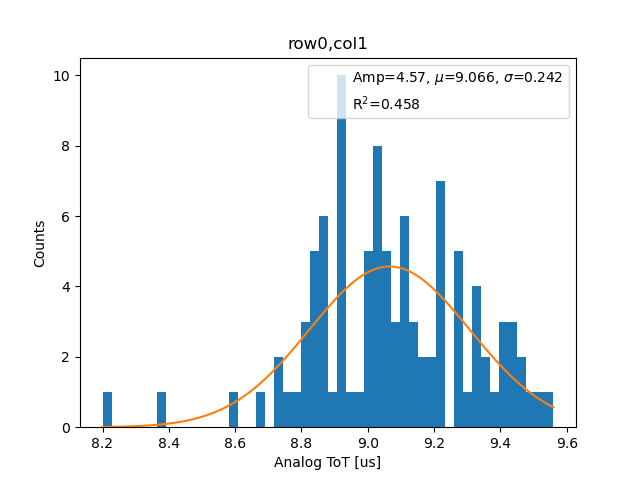 row0,col1
Amp=4.57, μ=9.066, σ=0.242
R²=0.458
Counts
10
8
6
4
2
0
8.2 8.4 8.6 8.8 9.0 9.2 9.4 9.6
Analog ToT [us]